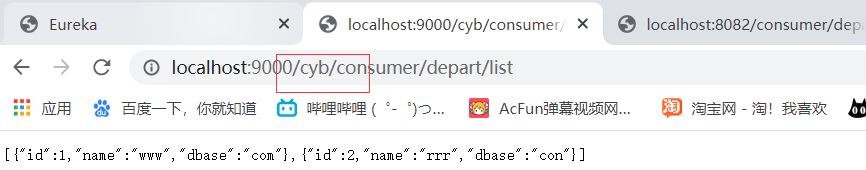 Eureka
localhost:9000/cyb/consumer/
localhost:8082/consumer/depa
localhost:9000/cyb/consumer/depart/list
应用 百度一下，你就知道 哔哩哔哩 ( ゜- ゜)つ... AcFun弹幕视频网... 淘宝网 - 淘！我喜欢
[{"id":1,"name":"www","dbase":"com"},{"id":2,"name":"rrr","dbase":"con"}]